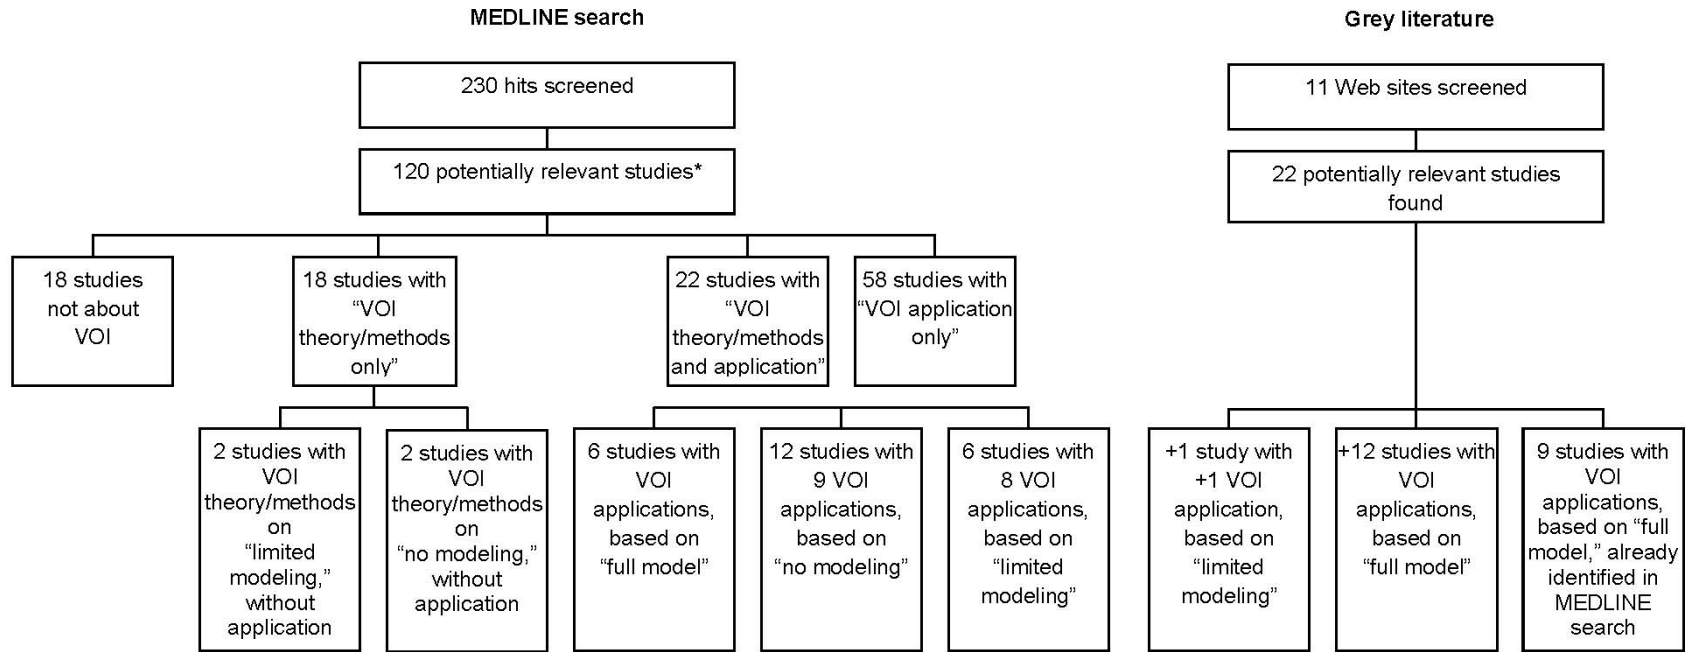 MEDLINE search
Grey literature
230 hits screened
11 Web sites screened
120 potentially relevant studies*
22 potentially relevant studies
found
18 studies
not about
VOI
18 studies with
“VOI
theory/methods
only”
22 studies with
“VOI
theory/methods
and application”
58 studies with
“VOI application
only”
2 studies with
VOI
theory/methods
on
“limited
modeling,”
without
application
2 studies with
VOI
theory/methods
on
“no modeling,”
without
application
6 studies with
VOI
applications,
based on
“full model”
12 studies with
9 VOI
applications,
based on
“no modeling”
6 studies with
8 VOI
applications,
based on
“limited
modeling”
+1 study with
+1 VOI
application,
based on
“limited
modeling”
+12 studies with
VOI
applications,
based on
“full model”
9 studies with
VOI
applications,
based on “full
model,” already
identified in
MEDLINE
search